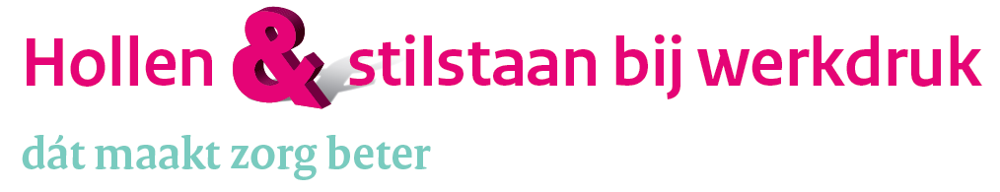 Hollen & stilstaan bij werkdruk
dát maakt zorg beter